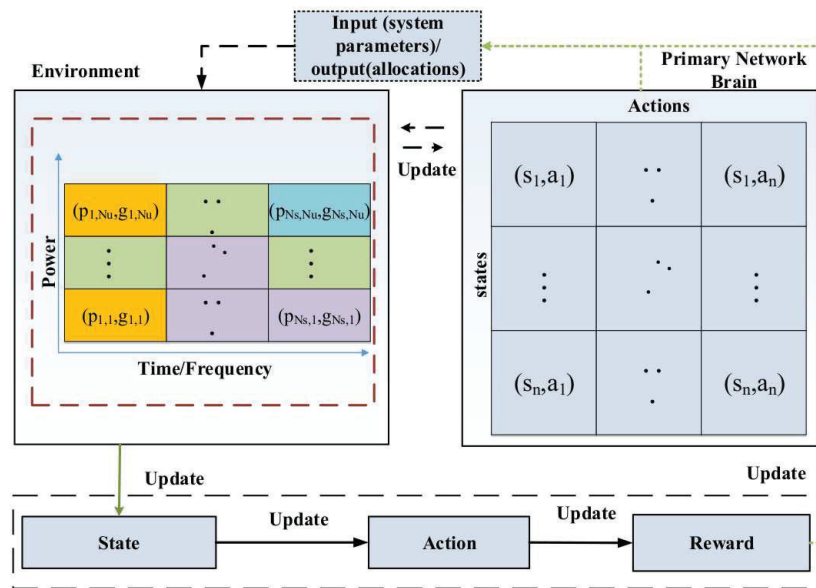 Input (system
parameters)/
output(allocations)
Environment
Primary Network
Brain
Actions
Update
Power
(p1,Nu,g1,Nu)
(pNs,Nu,gNs,Nu)
(p1,1,g1,1)
(pNs,1,gNs,1)
Time/Frequency
states
(s1,a1)
(s1,an)
(sn,a1)
(sn,an)
Update
Update
State
Update
Action
Update
Reward